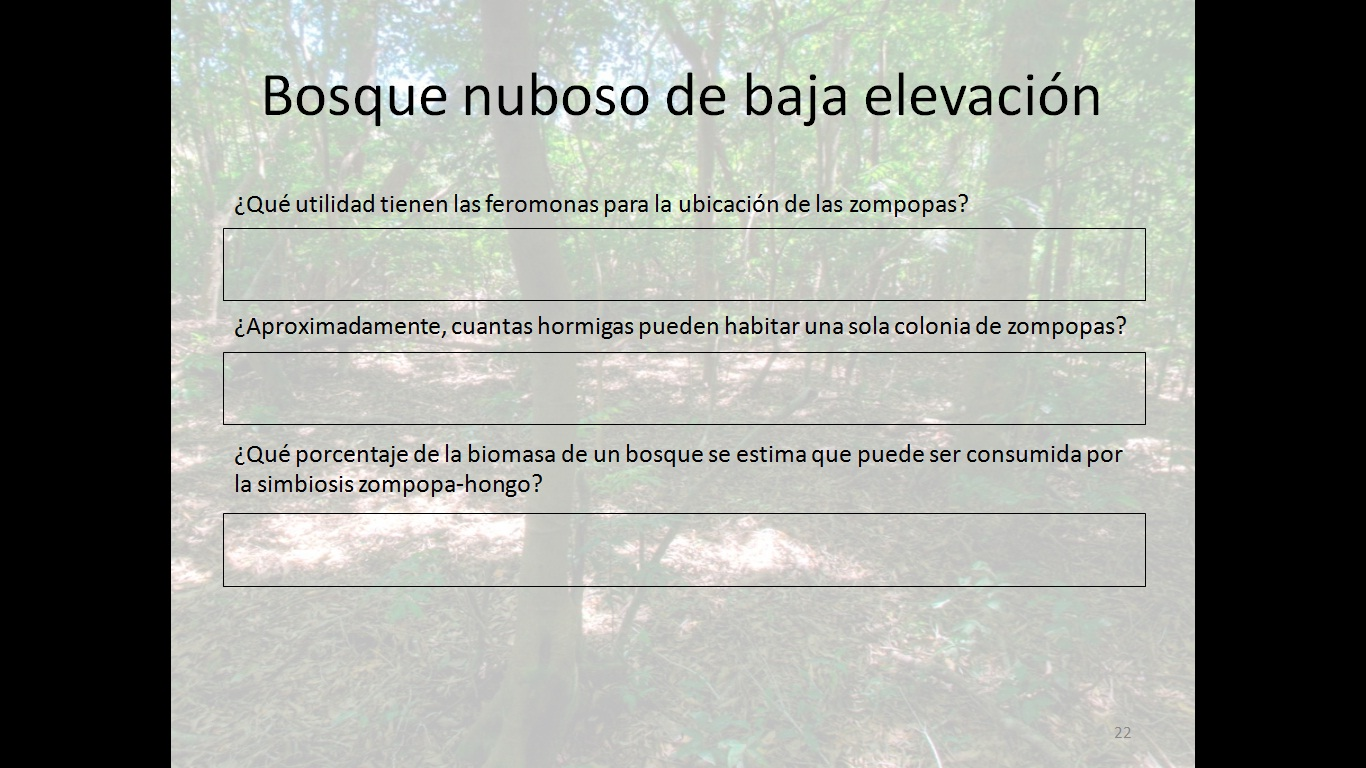 Bosque nuboso de baja elevación
¿Qué utilidad tienen las feromonas para la ubicación de las zompopas?
¿Aproximadamente, cuantas hormigas pueden habitar una sola colonia de zompopas?
¿Qué porcentaje de la biomasa de un bosque se estima que puede ser consumida por
la simbiosis zompopa-hongo?
22